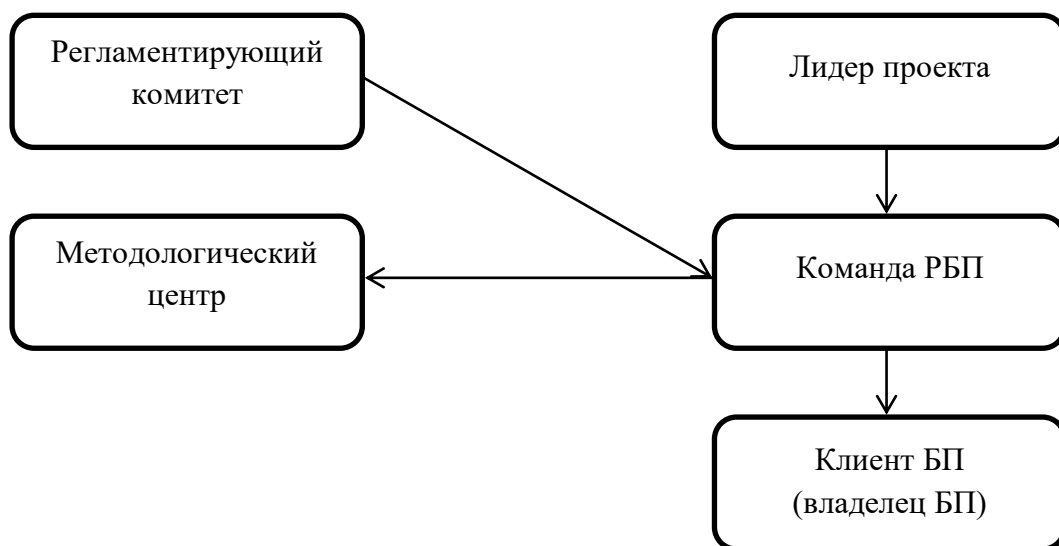 Регламентирующий
комитет
Лидер проекта
Методологический
центр
Команда РБП
Клиент БП
(владелец БП)